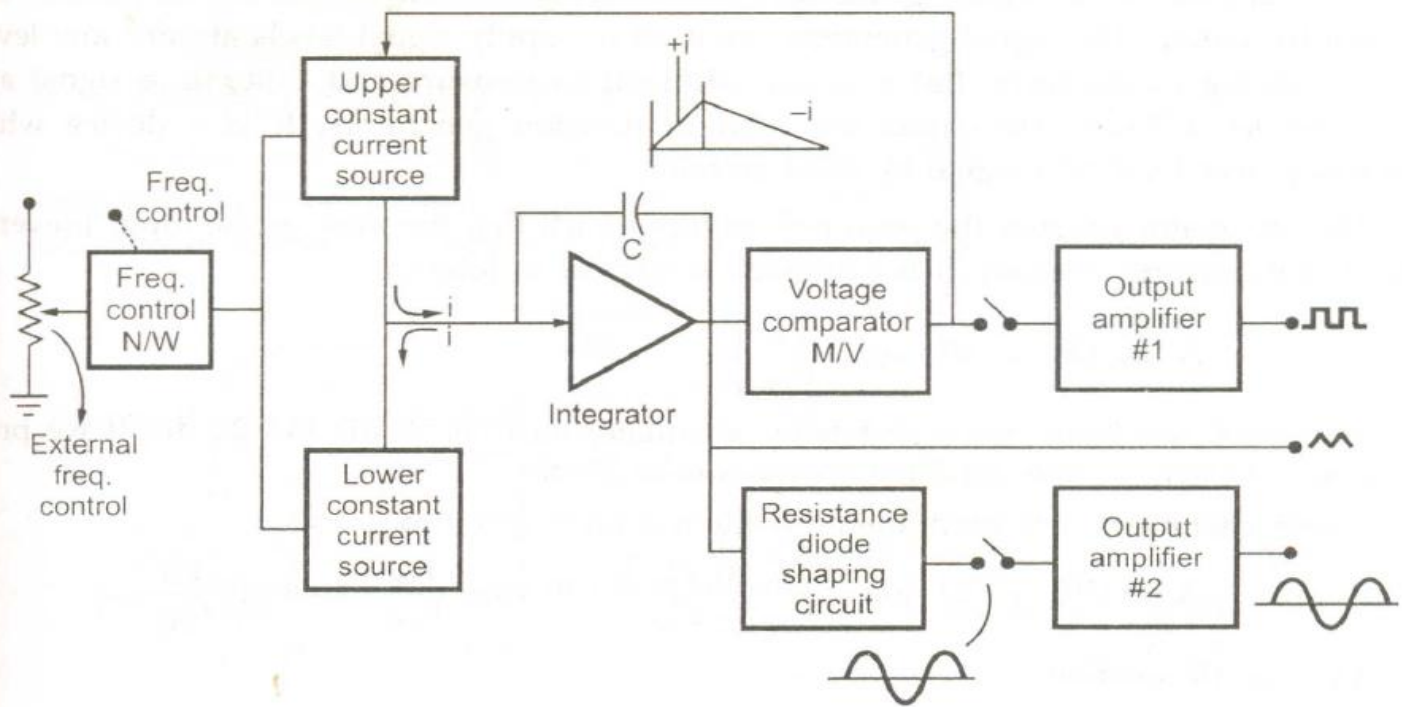 +i
-i
Upper
constant
current
source
Freq.
control
Freq.
control
N/W
External
freq.
control
i
i
C
Integrator
Voltage
comparator
M/V
Output
amplifier
#1
Lower
constant
current
source
Resistance
diode
shaping
circuit
Output
amplifier
#2